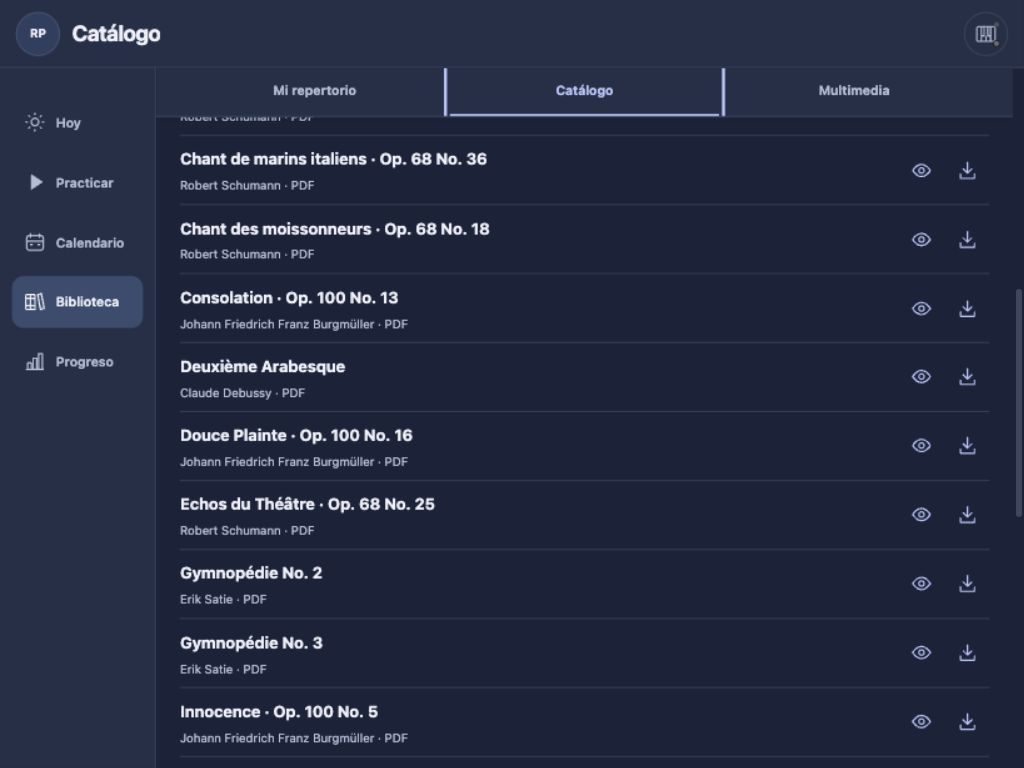 RP
Catálogo
Mi repertorio
Catálogo
Multimedia
Hoy
Practicar
Calendario
Biblioteca
Progreso
Robert Schumann · PDF
Chant de marins italiens · Op. 68 No. 36
Robert Schumann · PDF
Chant des moissonneurs · Op. 68 No. 18
Robert Schumann · PDF
Consolation · Op. 100 No. 13
Johann Friedrich Franz Burgmüller · PDF
Deuxième Arabesque
Claude Debussy · PDF
Douce Plainte · Op. 100 No. 16
Johann Friedrich Franz Burgmüller · PDF
Echos du Théâtre · Op. 68 No. 25
Robert Schumann · PDF
Gymnopédie No. 2
Erik Satie · PDF
Gymnopédie No. 3
Erik Satie · PDF
Innocence · Op. 100 No. 5
Johann Friedrich Franz Burgmüller · PDF